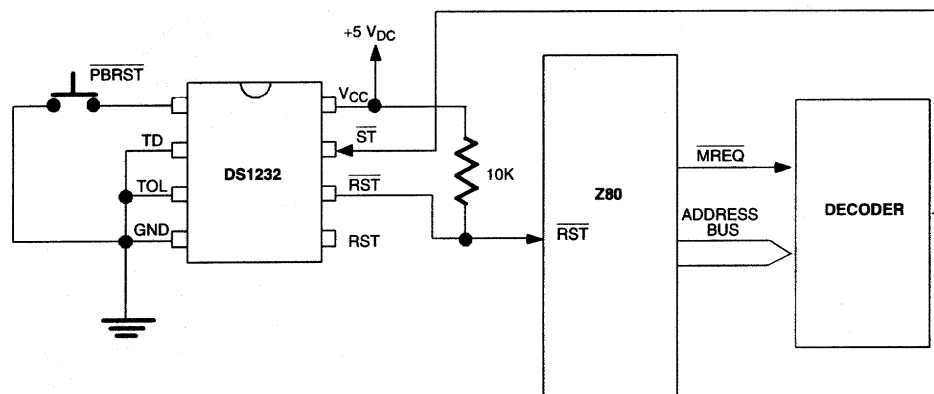 +5 VDC
PBRST
VCC
TD
ST
DS1232
TOL
RST
10K
GND
RST
Z80
RST
MREQ
ADDRESS
BUS
DECODER